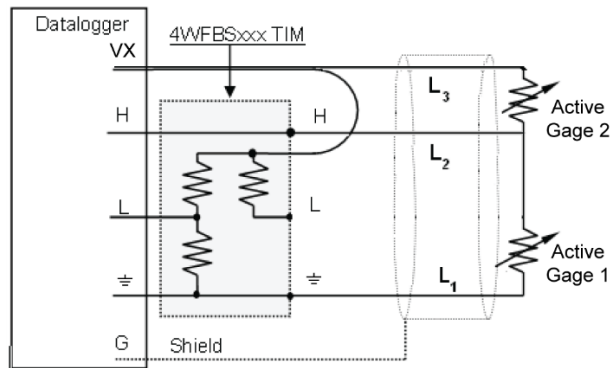 Datalogger
4WFBSxxx TIM
VX
L3
Active
Gage 2
H
H
L2
L
L
Active
Gage 1
L1
G
Shield